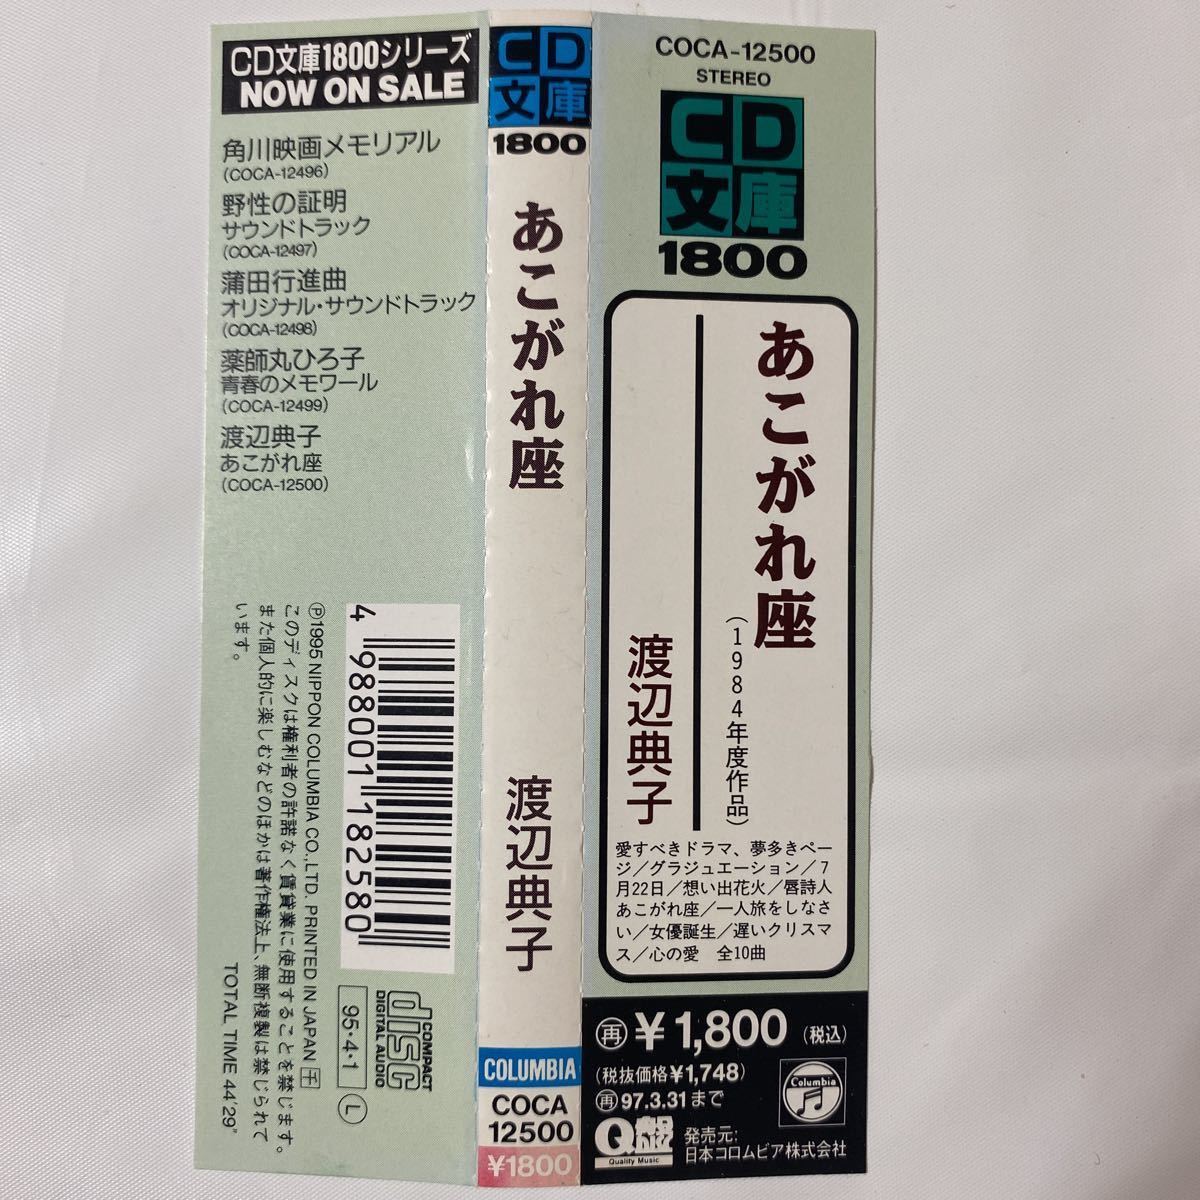 CD文庫1800シリーズ
NOW ON SALE
角川映画メモリアル
(COCA-12496)
野性の証明
サウンドトラック
(COCA-12497)
蒲田行進曲
オリジナル・サウンドトラック
(COCA-12498)
薬師丸ひろ子
青春のメモワール
(COCA-12499)
渡辺典子
あこがれ座
(COCA-12500)
4 988001 182580
Ⓟ1995 NIPPON COLUMBIA CO.,LTD. PRINTED IN JAPAN 千
このディスクは権利者の許諾なく賃貸業に使用することを禁じます。
また個人的に楽しむなどのほかは著作権法上、無断複製は禁じられて
います。
TOTAL TIME 44'29"
COMPACT
disc
DIGITAL AUDIO
95・4・1
Ⓛ
CD
文庫
1800
あこがれ座
渡辺典子
COLUMBIA
COCA
12500
¥1800
COCA-12500
STEREO
CD
文庫
1800
あこがれ座
(1984年度作品)
渡辺典子
愛すべきドラマ、夢多きペー
ジ/グラジュエーション/7
月22日/想い出花火/唇詩人
あこがれ座/一人旅をしなさ
い/女優誕生/遅いクリスマ
ス/心の愛 全10曲
再 ¥1,800 (税込)
(税抜価格¥1,748)
再 97.3.31まで
Columbia
Quality Music
発売元:
日本コロムビア株式会社